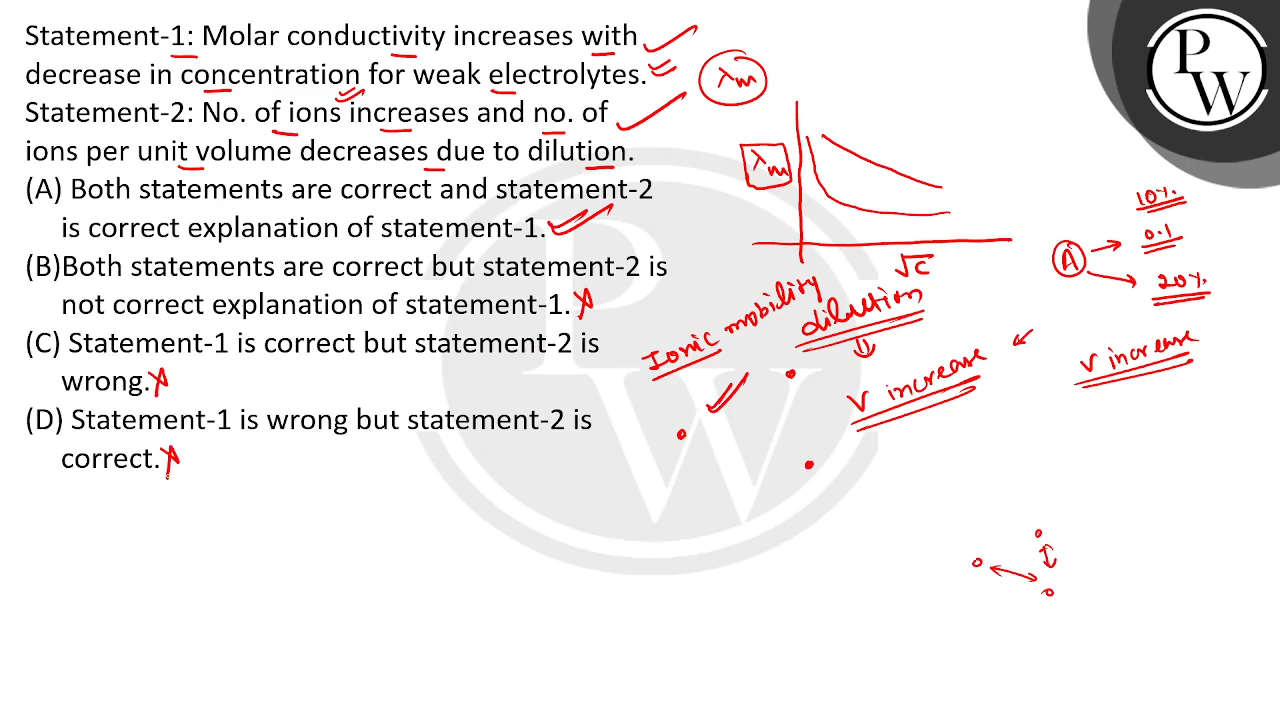 Statement-1: Molar conductivity increases with
decrease in concentration for weak electrolytes.
Statement-2: No. of ions increases and no. of
ions per unit volume decreases due to dilution.
(A) Both statements are correct and statement-2
is correct explanation of statement-1.
(B)Both statements are correct but statement-2 is
not correct explanation of statement-1.
(C) Statement-1 is correct but statement-2 is
wrong.
(D) Statement-1 is wrong but statement-2 is
correct.
λm
λm
√c
Ionic mobility
dilution
V increase
A
10%
0.1
20%
V increase
P
W
P
W